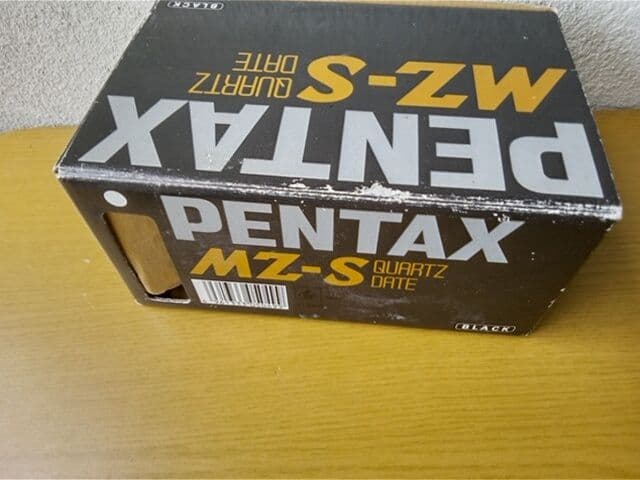 BLACK
MZ-S QUARTZ
DATE
PENTAX
PENTAX
MZ-S QUARTZ
DATE
BLACK